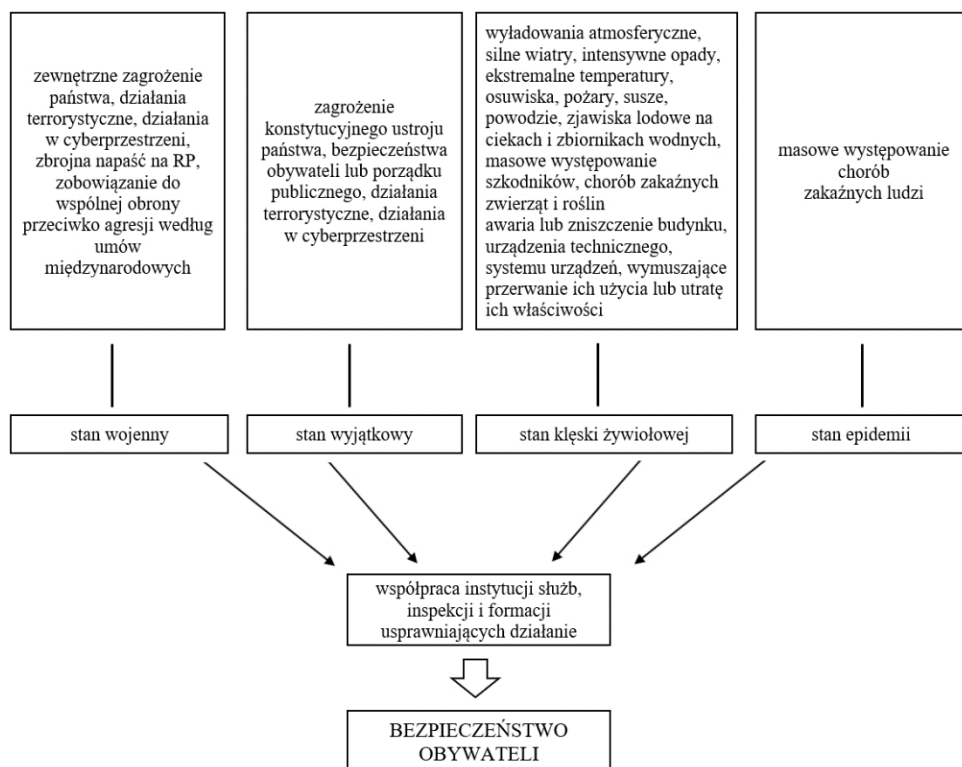 zewnętrzne zagrożenie
państwa, działania
terrorystyczne, działania
w cyberprzestrzeni,
zbrojna napaść na RP,
zobowiązanie do
wspólnej obrony
przeciwko agresji według
umów
międzynarodowych
zagrożenie
konstytucyjnego ustroju
państwa, bezpieczeństwa
obywateli lub porządku
publicznego, działania
terrorystyczne, działania
w cyberprzestrzeni
wyładowania atmosferyczne,
silne wiatry, intensywne opady,
ekstremalne temperatury,
osuwiska, pożary, susze,
powodzie, zjawiska lodowe na
ciekach i zbiornikach wodnych,
masowe występowanie
szkodników, chorób zakaźnych
zwierząt i roślin
awaria lub zniszczenie budynku,
urządzenia technicznego,
systemu urządzeń, wymuszające
przerwanie ich użycia lub utratę
ich właściwości
masowe występowanie
chorób
zakaźnych ludzi
stan wojenny
stan wyjątkowy
stan klęski żywiołowej
stan epidemii
współpraca instytucji służb,
inspekcji i formacji
usprawniających działanie
BEZPIECZEŃSTWO
OBYWATELI